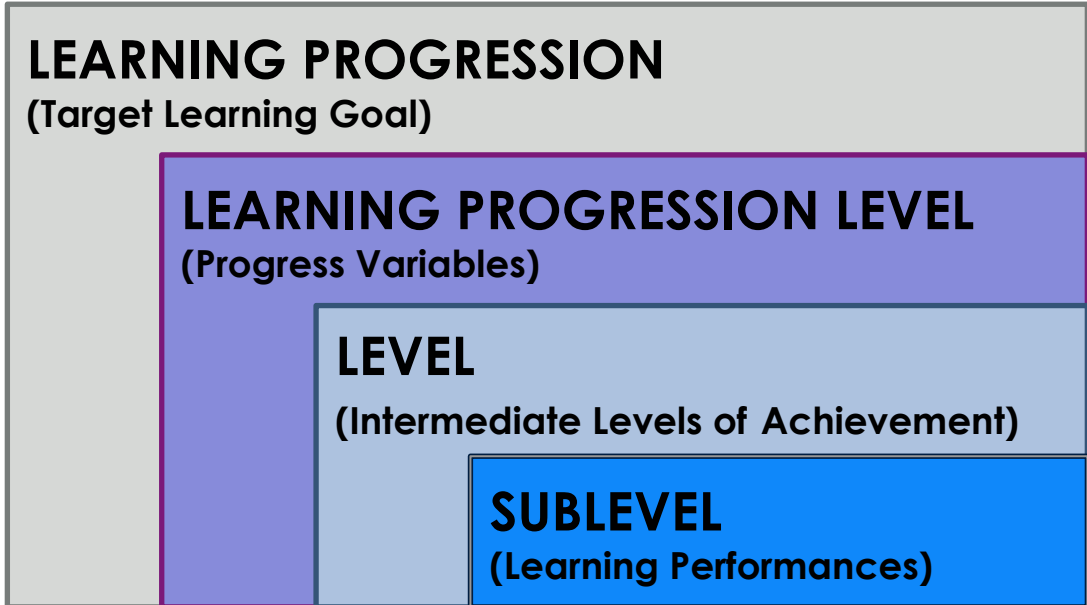 LEARNING PROGRESSION
(Target Learning Goal)
LEARNING PROGRESSION LEVEL
(Progress Variables)
LEVEL
(Intermediate Levels of Achievement)
SUBLEVEL
(Learning Performances)